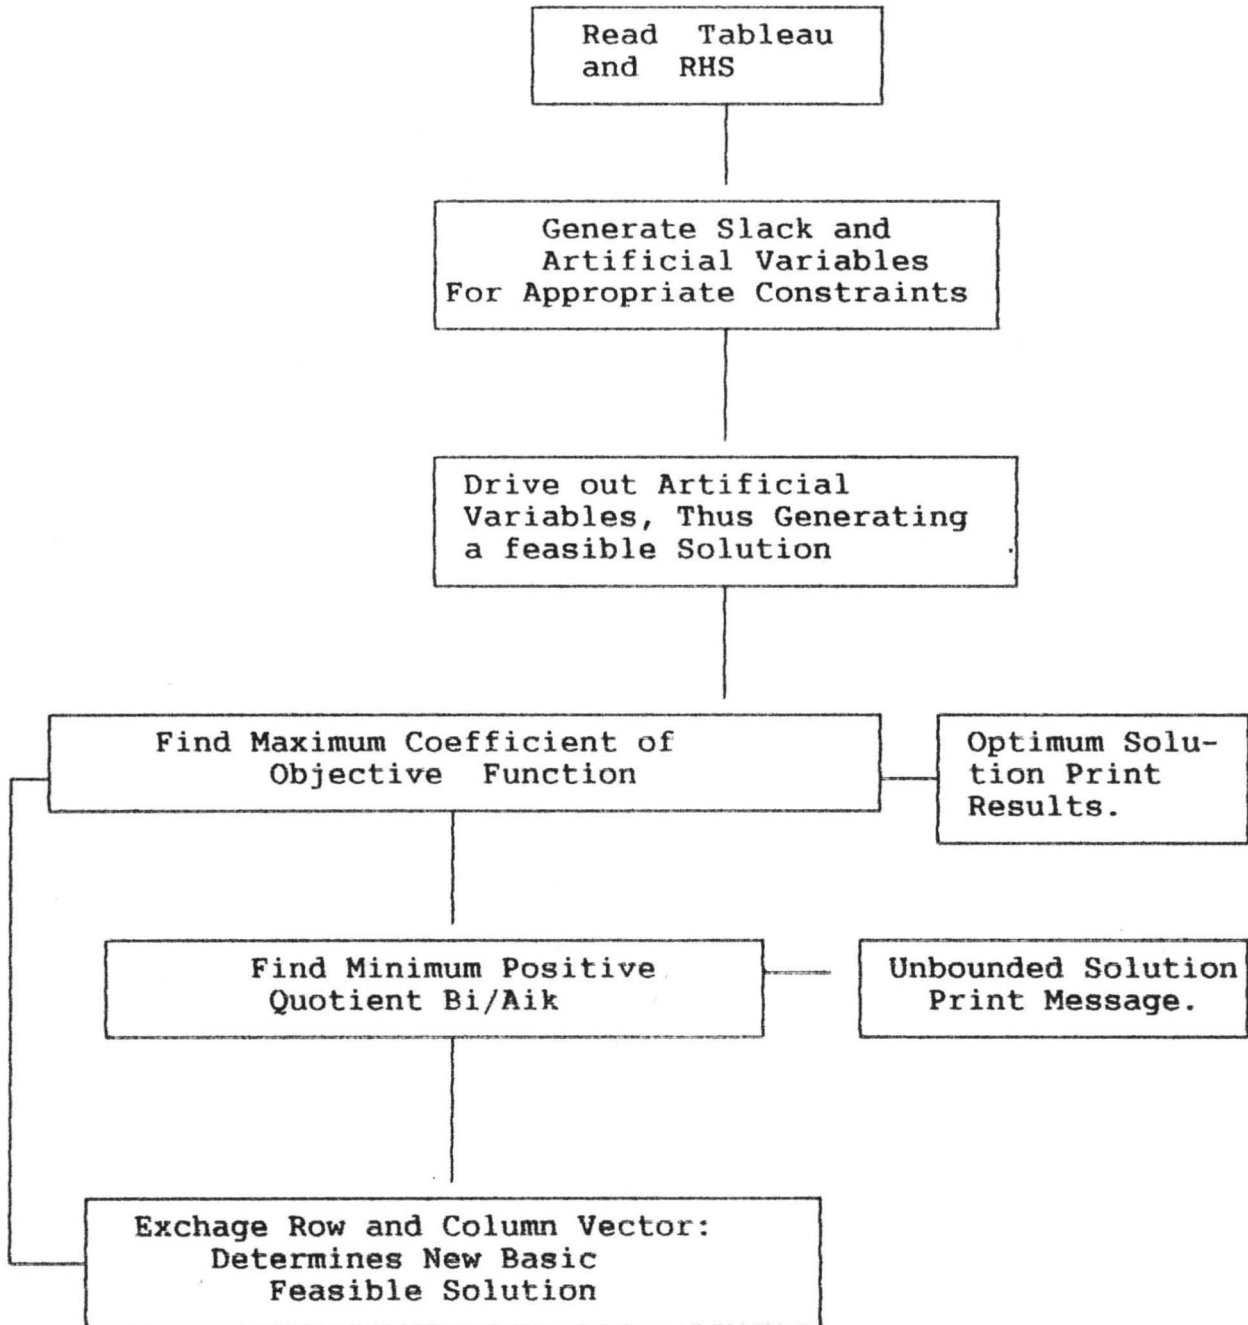 Read Tableau
and RHS
Generate Slack and
Artificial Variables
For Appropriate Constraints
Drive out Artificial
Variables, Thus Generating
a feasible Solution
Find Maximum Coefficient of
Objective Function
Optimum Solu-
tion Print
Results.
Find Minimum Positive
Quotient Bi/Aik
Unbounded Solution
Print Message.
Exchage Row and Column Vector:
Determines New Basic
Feasible Solution